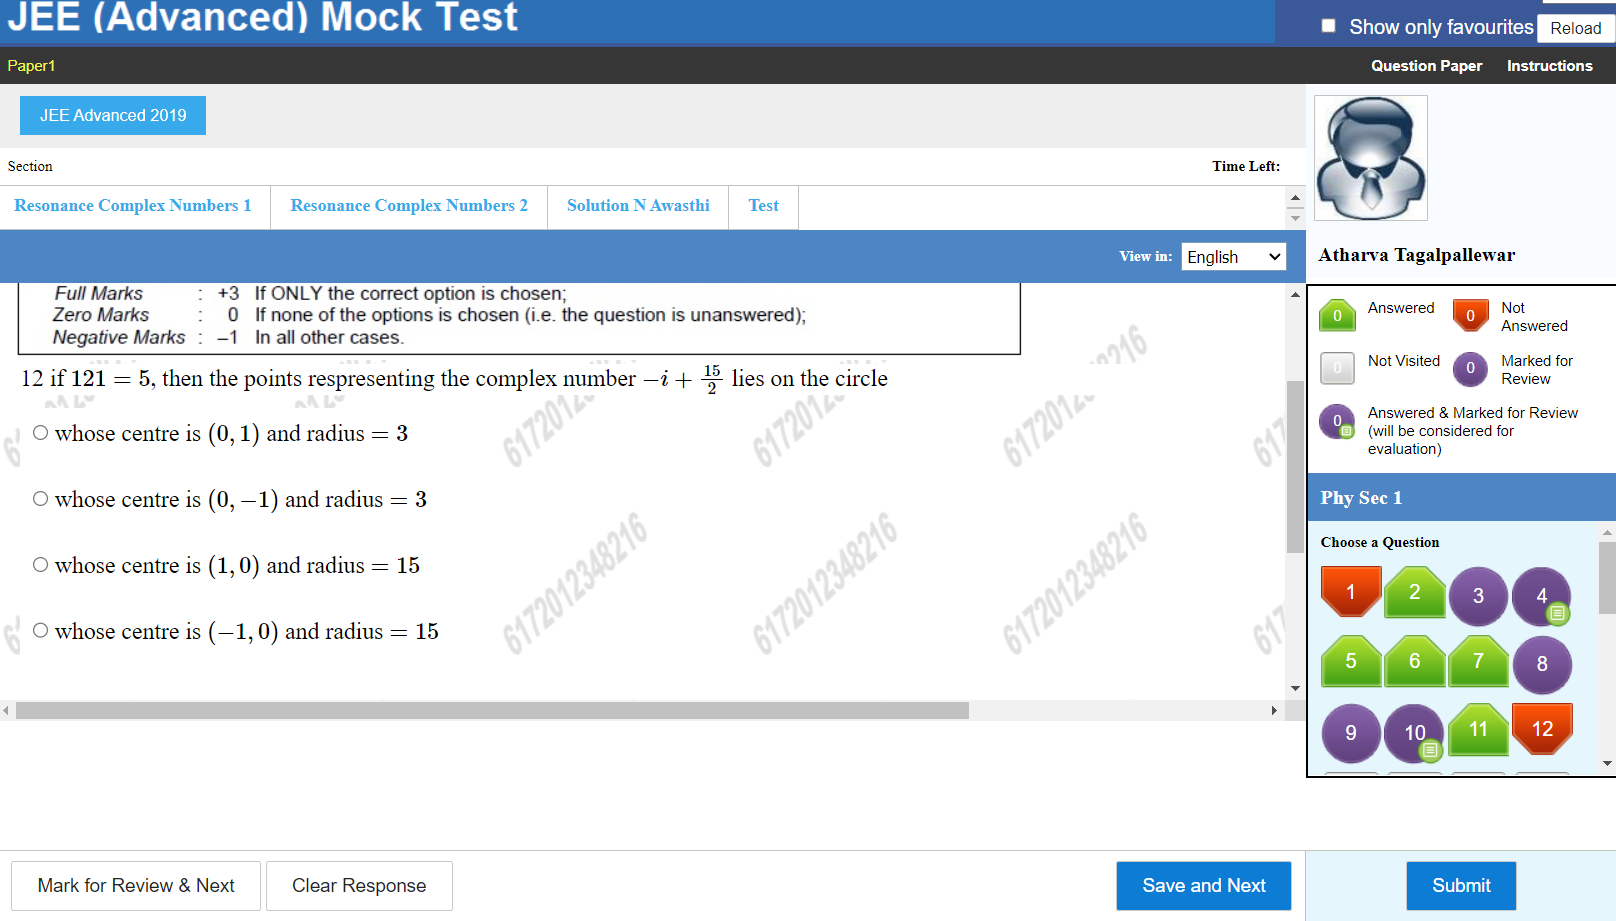 JEE (Advanced) Mock Test
Show only favourites
Reload
Paper1
Question Paper
Instructions
JEE Advanced 2019
Section
Time Left:
Resonance Complex Numbers 1
Resonance Complex Numbers 2
Solution N Awasthi
Test
View in:
English
Atharva Tagalpallewar
Full Marks : +3 If ONLY the correct option is chosen;
Zero Marks : 0 If none of the options is chosen (i.e. the question is unanswered);
Negative Marks : –1 In all other cases.
12 if 121 = 5, then the points respresenting the complex number −i + 15/2 lies on the circle
whose centre is (0, 1) and radius = 3
whose centre is (0, −1) and radius = 3
whose centre is (1, 0) and radius = 15
whose centre is (−1, 0) and radius = 15
6172012348216 6172012348216 6172012348216
0 Answered
0 Not Answered
0 Not Visited
0 Marked for Review
0 Answered & Marked for Review (will be considered for evaluation)
Phy Sec 1
Choose a Question
1 2 3 4
5 6 7 8
9 10 11 12
Mark for Review & Next
Clear Response
Save and Next
Submit